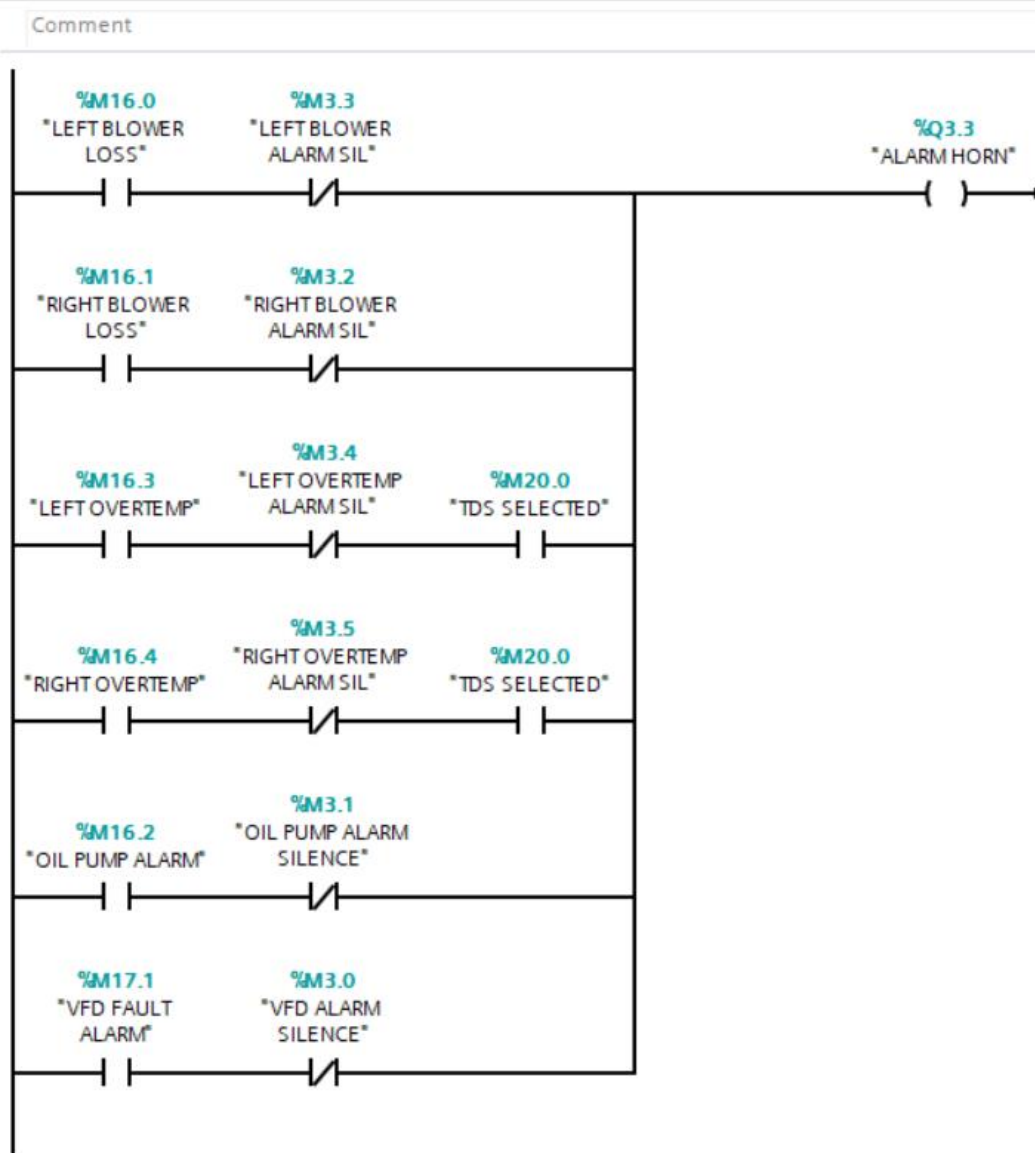 Comment
%M16.0
"LEFT BLOWER
LOSS"
%M3.3
"LEFT BLOWER
ALARM SIL"
%Q3.3
"ALARM HORN"
%M16.1
"RIGHT BLOWER
LOSS"
%M3.2
"RIGHT BLOWER
ALARM SIL"
%M16.3
"LEFT OVERTEMP"
%M3.4
"LEFT OVERTEMP
ALARM SIL"
%M20.0
"TDS SELECTED"
%M16.4
"RIGHT OVERTEMP"
%M3.5
"RIGHT OVERTEMP
ALARM SIL"
%M20.0
"TDS SELECTED"
%M16.2
"OIL PUMP ALARM"
%M3.1
"OIL PUMP ALARM
SILENCE"
%M17.1
"VFD FAULT
ALARM"
%M3.0
"VFD ALARM
SILENCE"